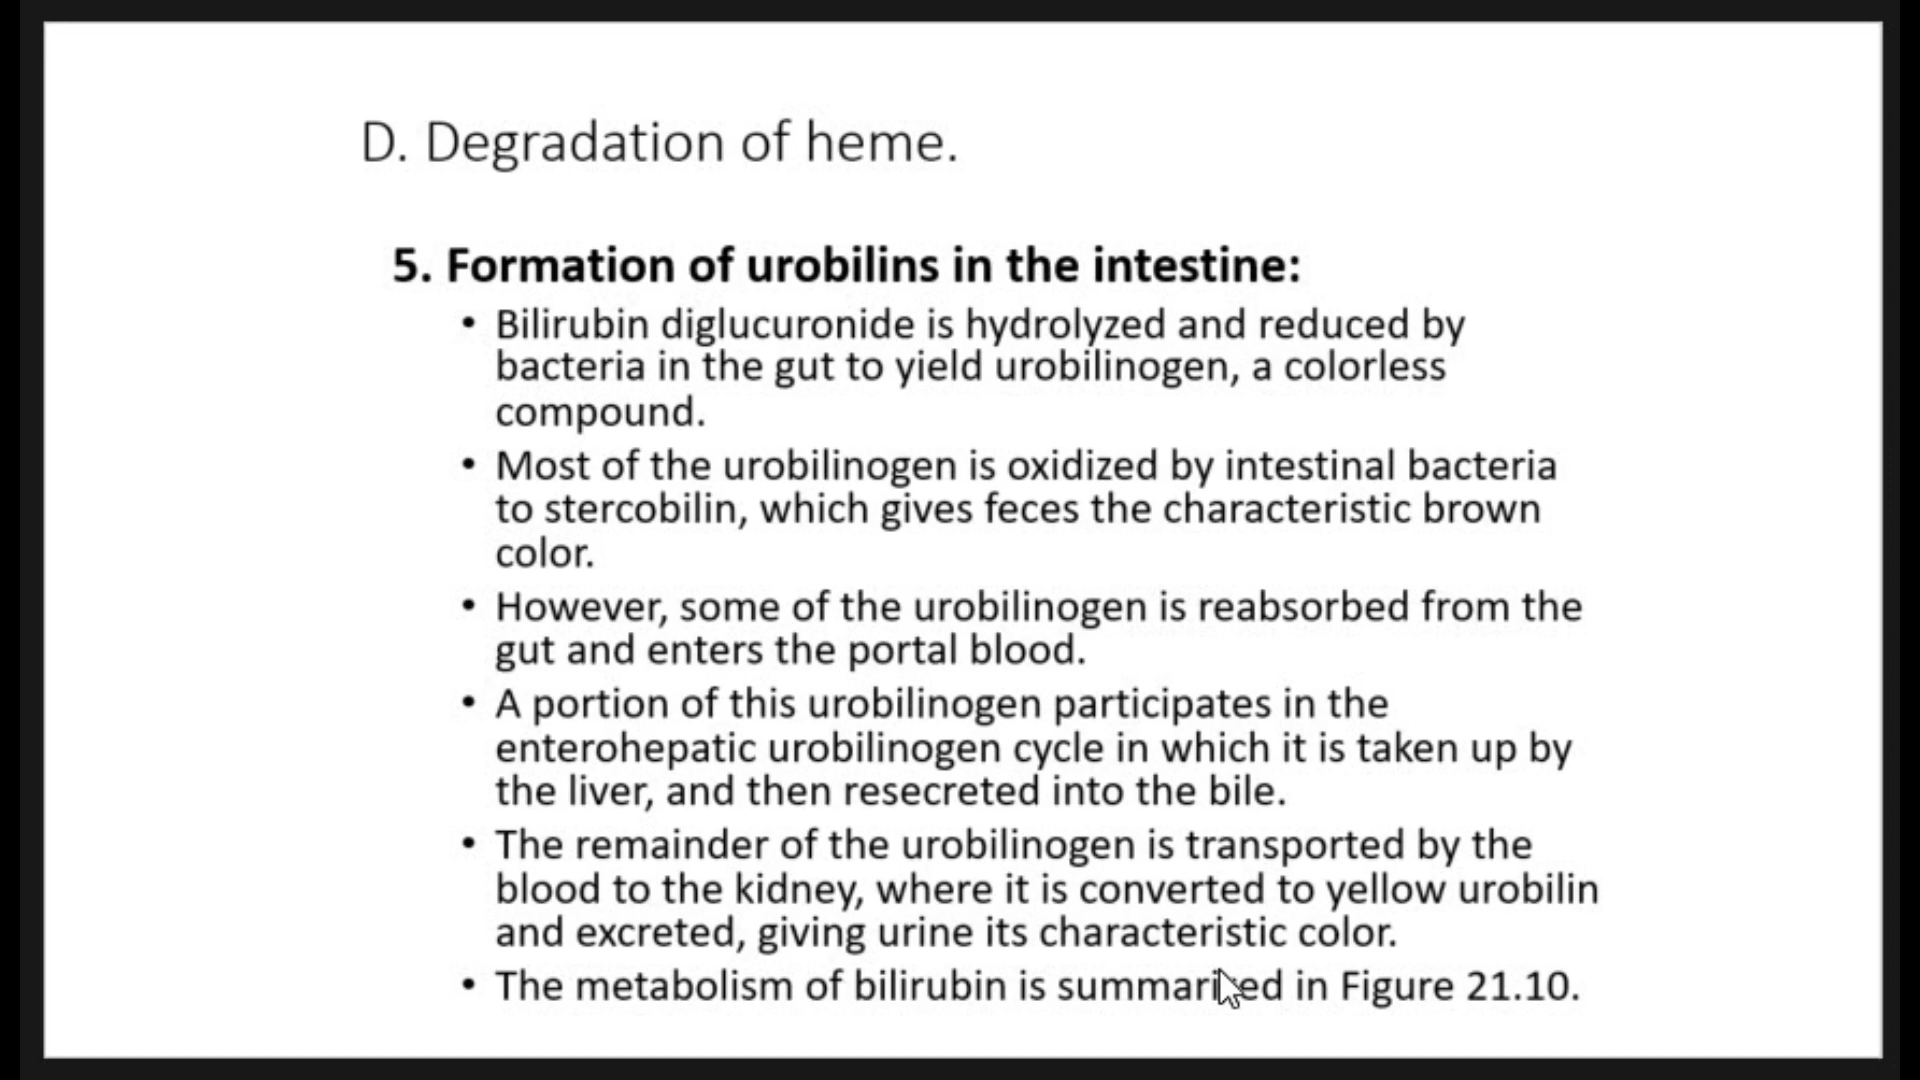 D. Degradation of heme.
5. Formation of urobilins in the intestine:
• Bilirubin diglucuronide is hydrolyzed and reduced by
bacteria in the gut to yield urobilinogen, a colorless
compound.
• Most of the urobilinogen is oxidized by intestinal bacteria
to stercobilin, which gives feces the characteristic brown
color.
• However, some of the urobilinogen is reabsorbed from the
gut and enters the portal blood.
• A portion of this urobilinogen participates in the
enterohepatic urobilinogen cycle in which it is taken up by
the liver, and then resecreted into the bile.
• The remainder of the urobilinogen is transported by the
blood to the kidney, where it is converted to yellow urobilin
and excreted, giving urine its characteristic color.
• The metabolism of bilirubin is summarized in Figure 21.10.